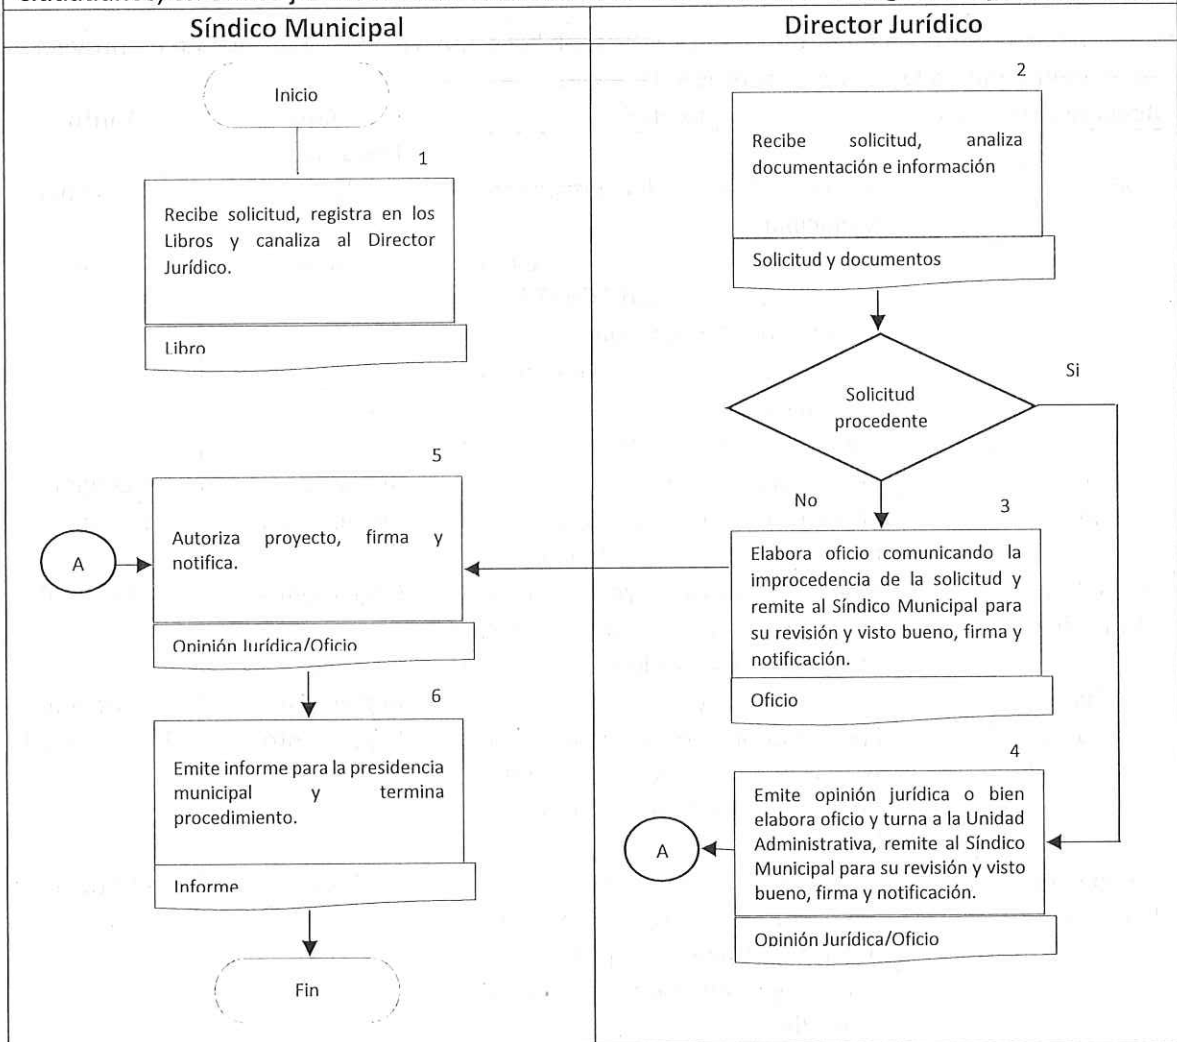 Síndico Municipal
Director Jurídico
Inicio
1
Recibe solicitud, registra en los
Libros y canaliza al Director
Jurídico.
Libro
2
Recibe solicitud, analiza
documentación e información
Solicitud y documentos
Solicitud
procedente
Si
No
3
Elabora oficio comunicando la
improcedencia de la solicitud y
remite al Síndico Municipal para
su revisión y visto bueno, firma y
notificación.
Oficio
4
Emite opinión jurídica o bien
elabora oficio y turna a la Unidad
Administrativa, remite al Síndico
Municipal para su revisión y visto
bueno, firma y notificación.
Opinión Jurídica/Oficio
A
A
5
Autoriza proyecto, firma y
notifica.
Opinión Jurídica/Oficio
6
Emite informe para la presidencia
municipal y termina
procedimiento.
Informe
Fin